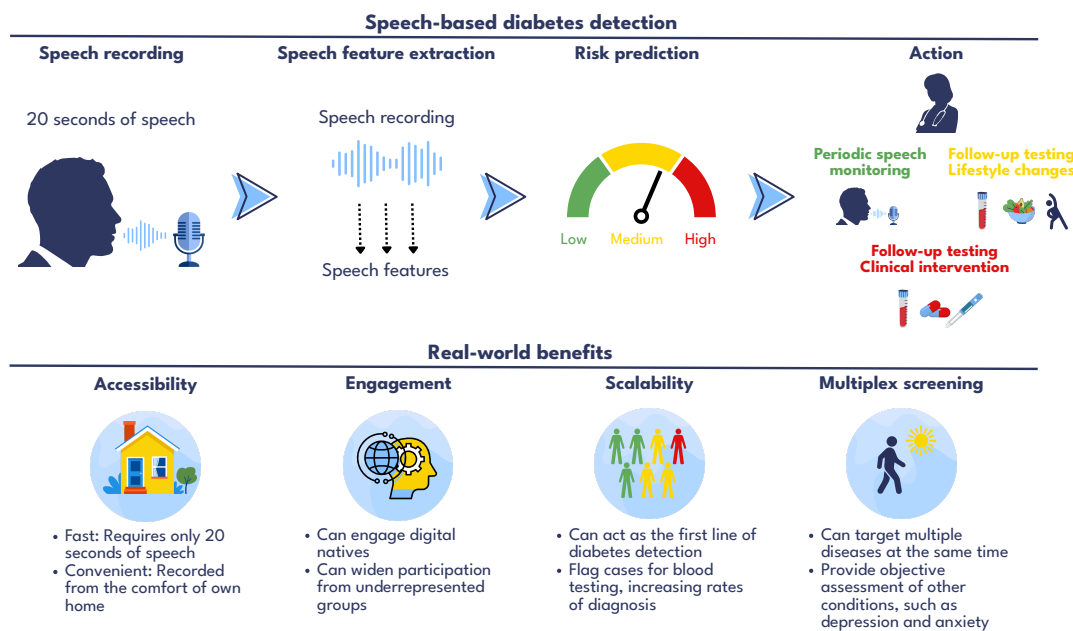 Speech-based diabetes detection
Speech recording
Speech feature extraction
Risk prediction
Action
20 seconds of speech
Speech recording
Speech features
Low
Medium
High
Periodic speech
monitoring
Follow-up testing
Lifestyle changes
Follow-up testing
Clinical intervention
Real-world benefits
Accessibility
Engagement
Scalability
Multiplex screening
• Fast: Requires only 20
seconds of speech
• Convenient: Recorded
from the comfort of own
home
• Can engage digital
natives
• Can widen participation
from underrepresented
groups
• Can act as the first line of
diabetes detection
• Flag cases for blood
testing, increasing rates
of diagnosis
• Can target multiple
diseases at the same time
• Provide objective
assessment of other
conditions, such as
depression and anxiety